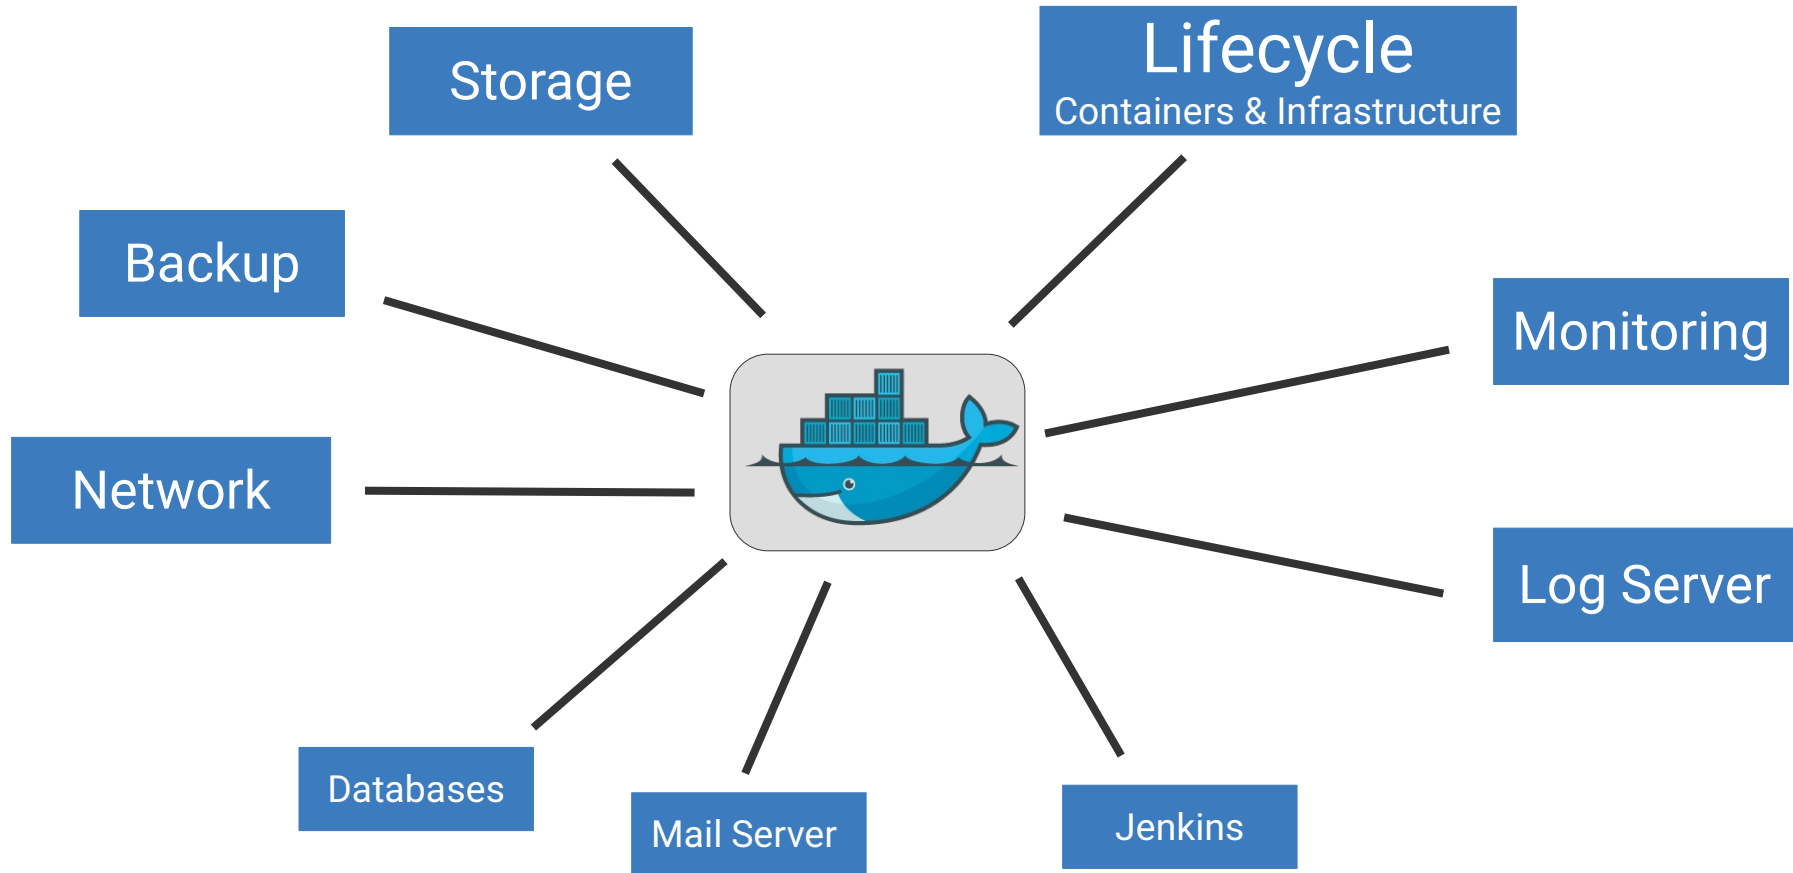 Storage
Lifecycle
Containers & Infrastructure
Backup
Monitoring
Network
Log Server
Databases
Mail Server
Jenkins